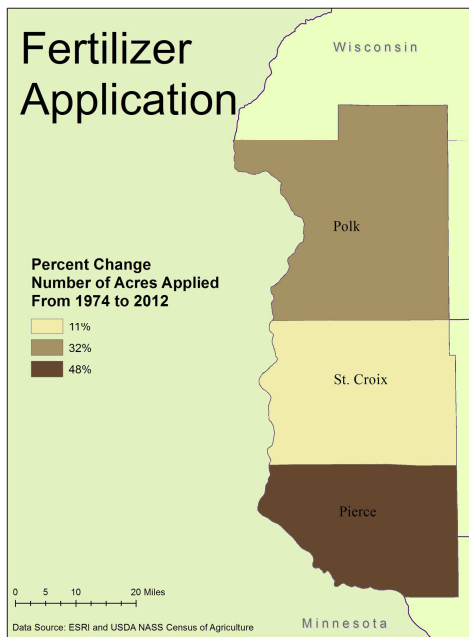 Fertilizer
Application
Wisconsin
Polk
Percent Change
Number of Acres Applied
From 1974 to 2012
11%
32%
48%
St. Croix
Pierce
0 5 10 20 Miles
Data Source: ESRI and USDA NASS Census of Agriculture
Minnesota